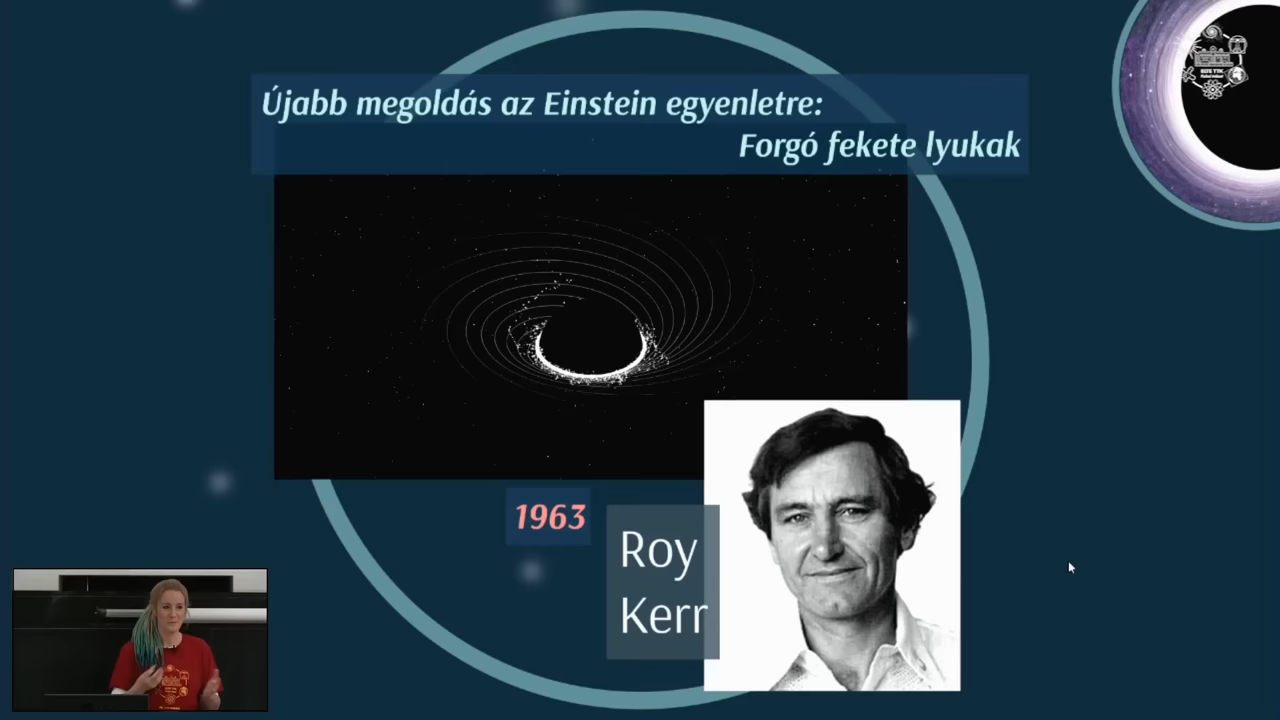 Újabb megoldás az Einstein egyenletre:
Forgó fekete lyukak
1963
Roy
Kerr